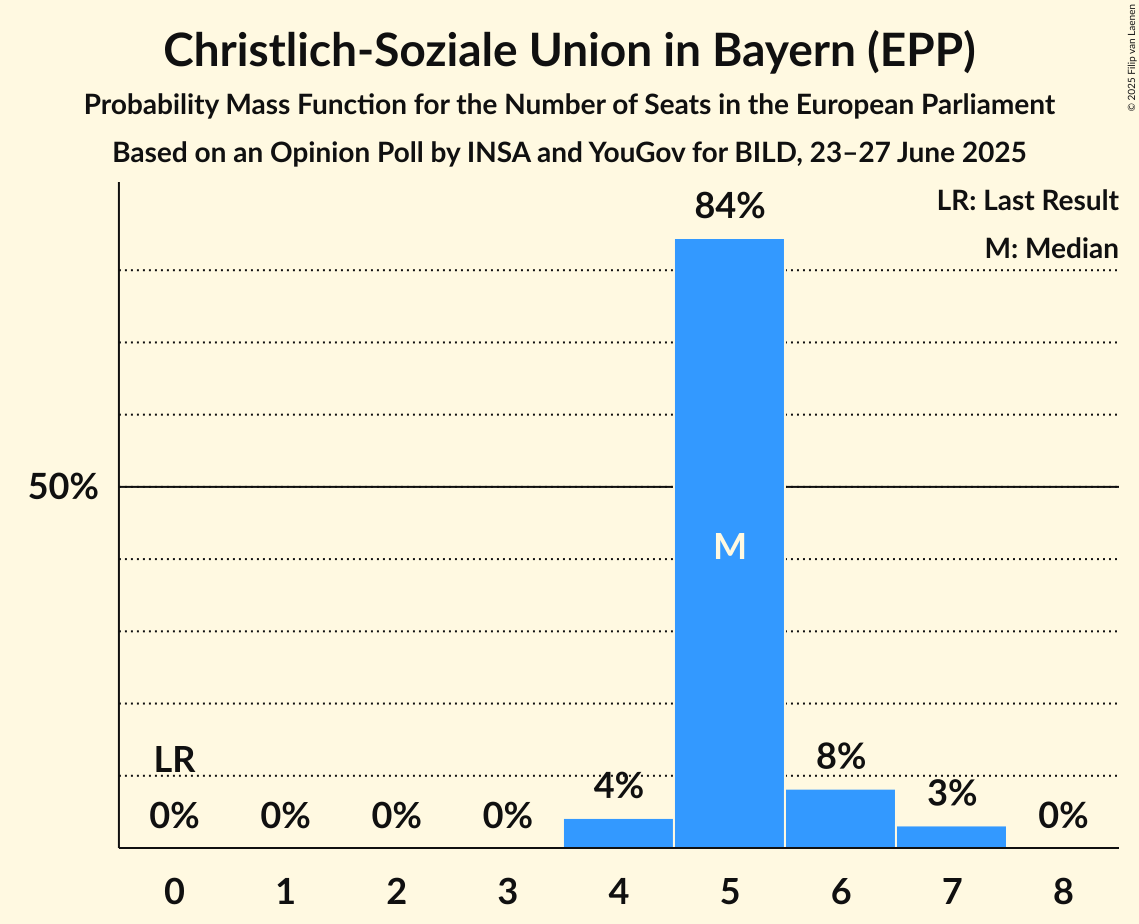 Christlich-Soziale Union in Bayern (EPP)
Probability Mass Function for the Number of Seats in the European Parliament
Based on an Opinion Poll by INSA and YouGov for BILD, 23–27 June 2025
© 2025 Filip van Laenen
LR: Last Result
M: Median
84%
50%
M
LR
0% 0% 0% 0% 4% 8% 3% 0%
0 1 2 3 4 5 6 7 8